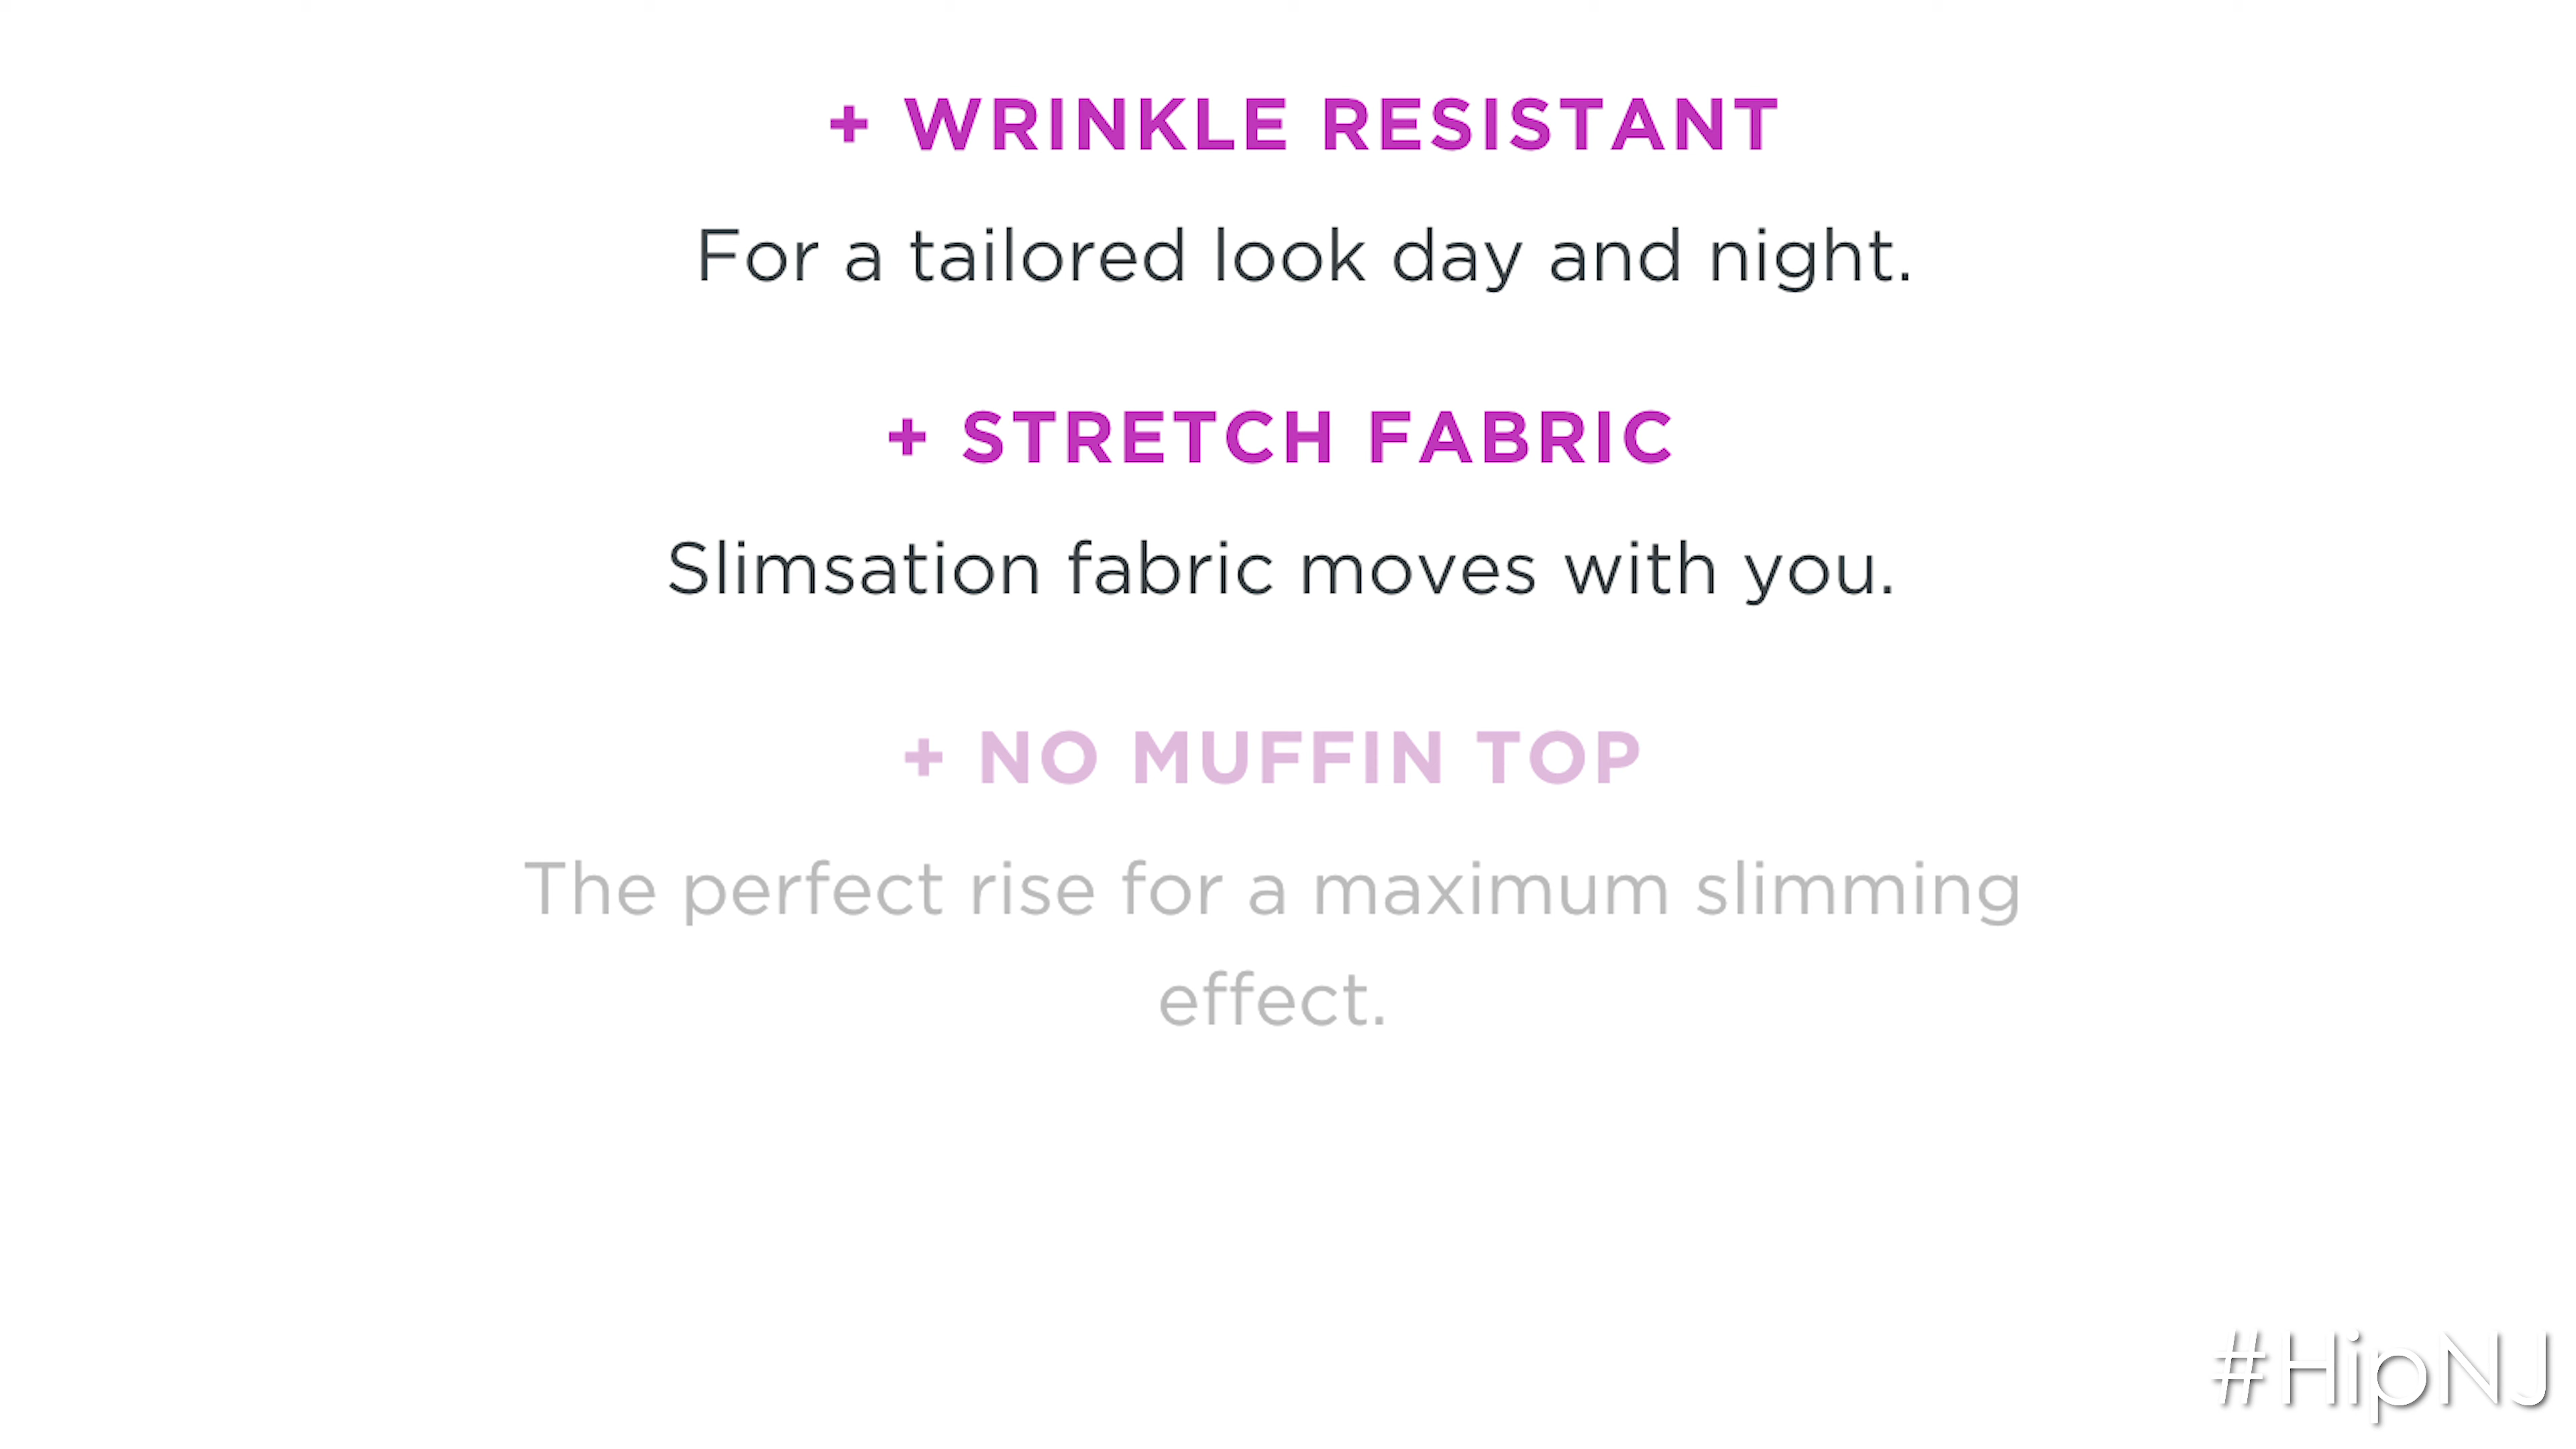 + WRINKLE RESISTANT
For a tailored look day and night.
+ STRETCH FABRIC
Slimsation fabric moves with you.
+ NO MUFFIN TOP
The perfect rise for a maximum slimming
effect.
#HipNJ